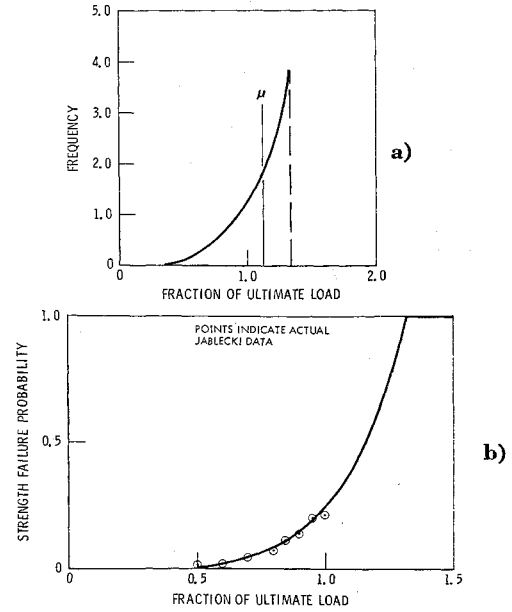 5.0
4.0
3.0
2.0
1.0
0
FREQUENCY
μ
a)
0
1.0
2.0
FRACTION OF ULTIMATE LOAD
1.0
0.5
0
STRENGTH FAILURE PROBABILITY
POINTS INDICATE ACTUAL
JABLECKI DATA
b)
0
0.5
1.0
1.5
FRACTION OF ULTIMATE LOAD